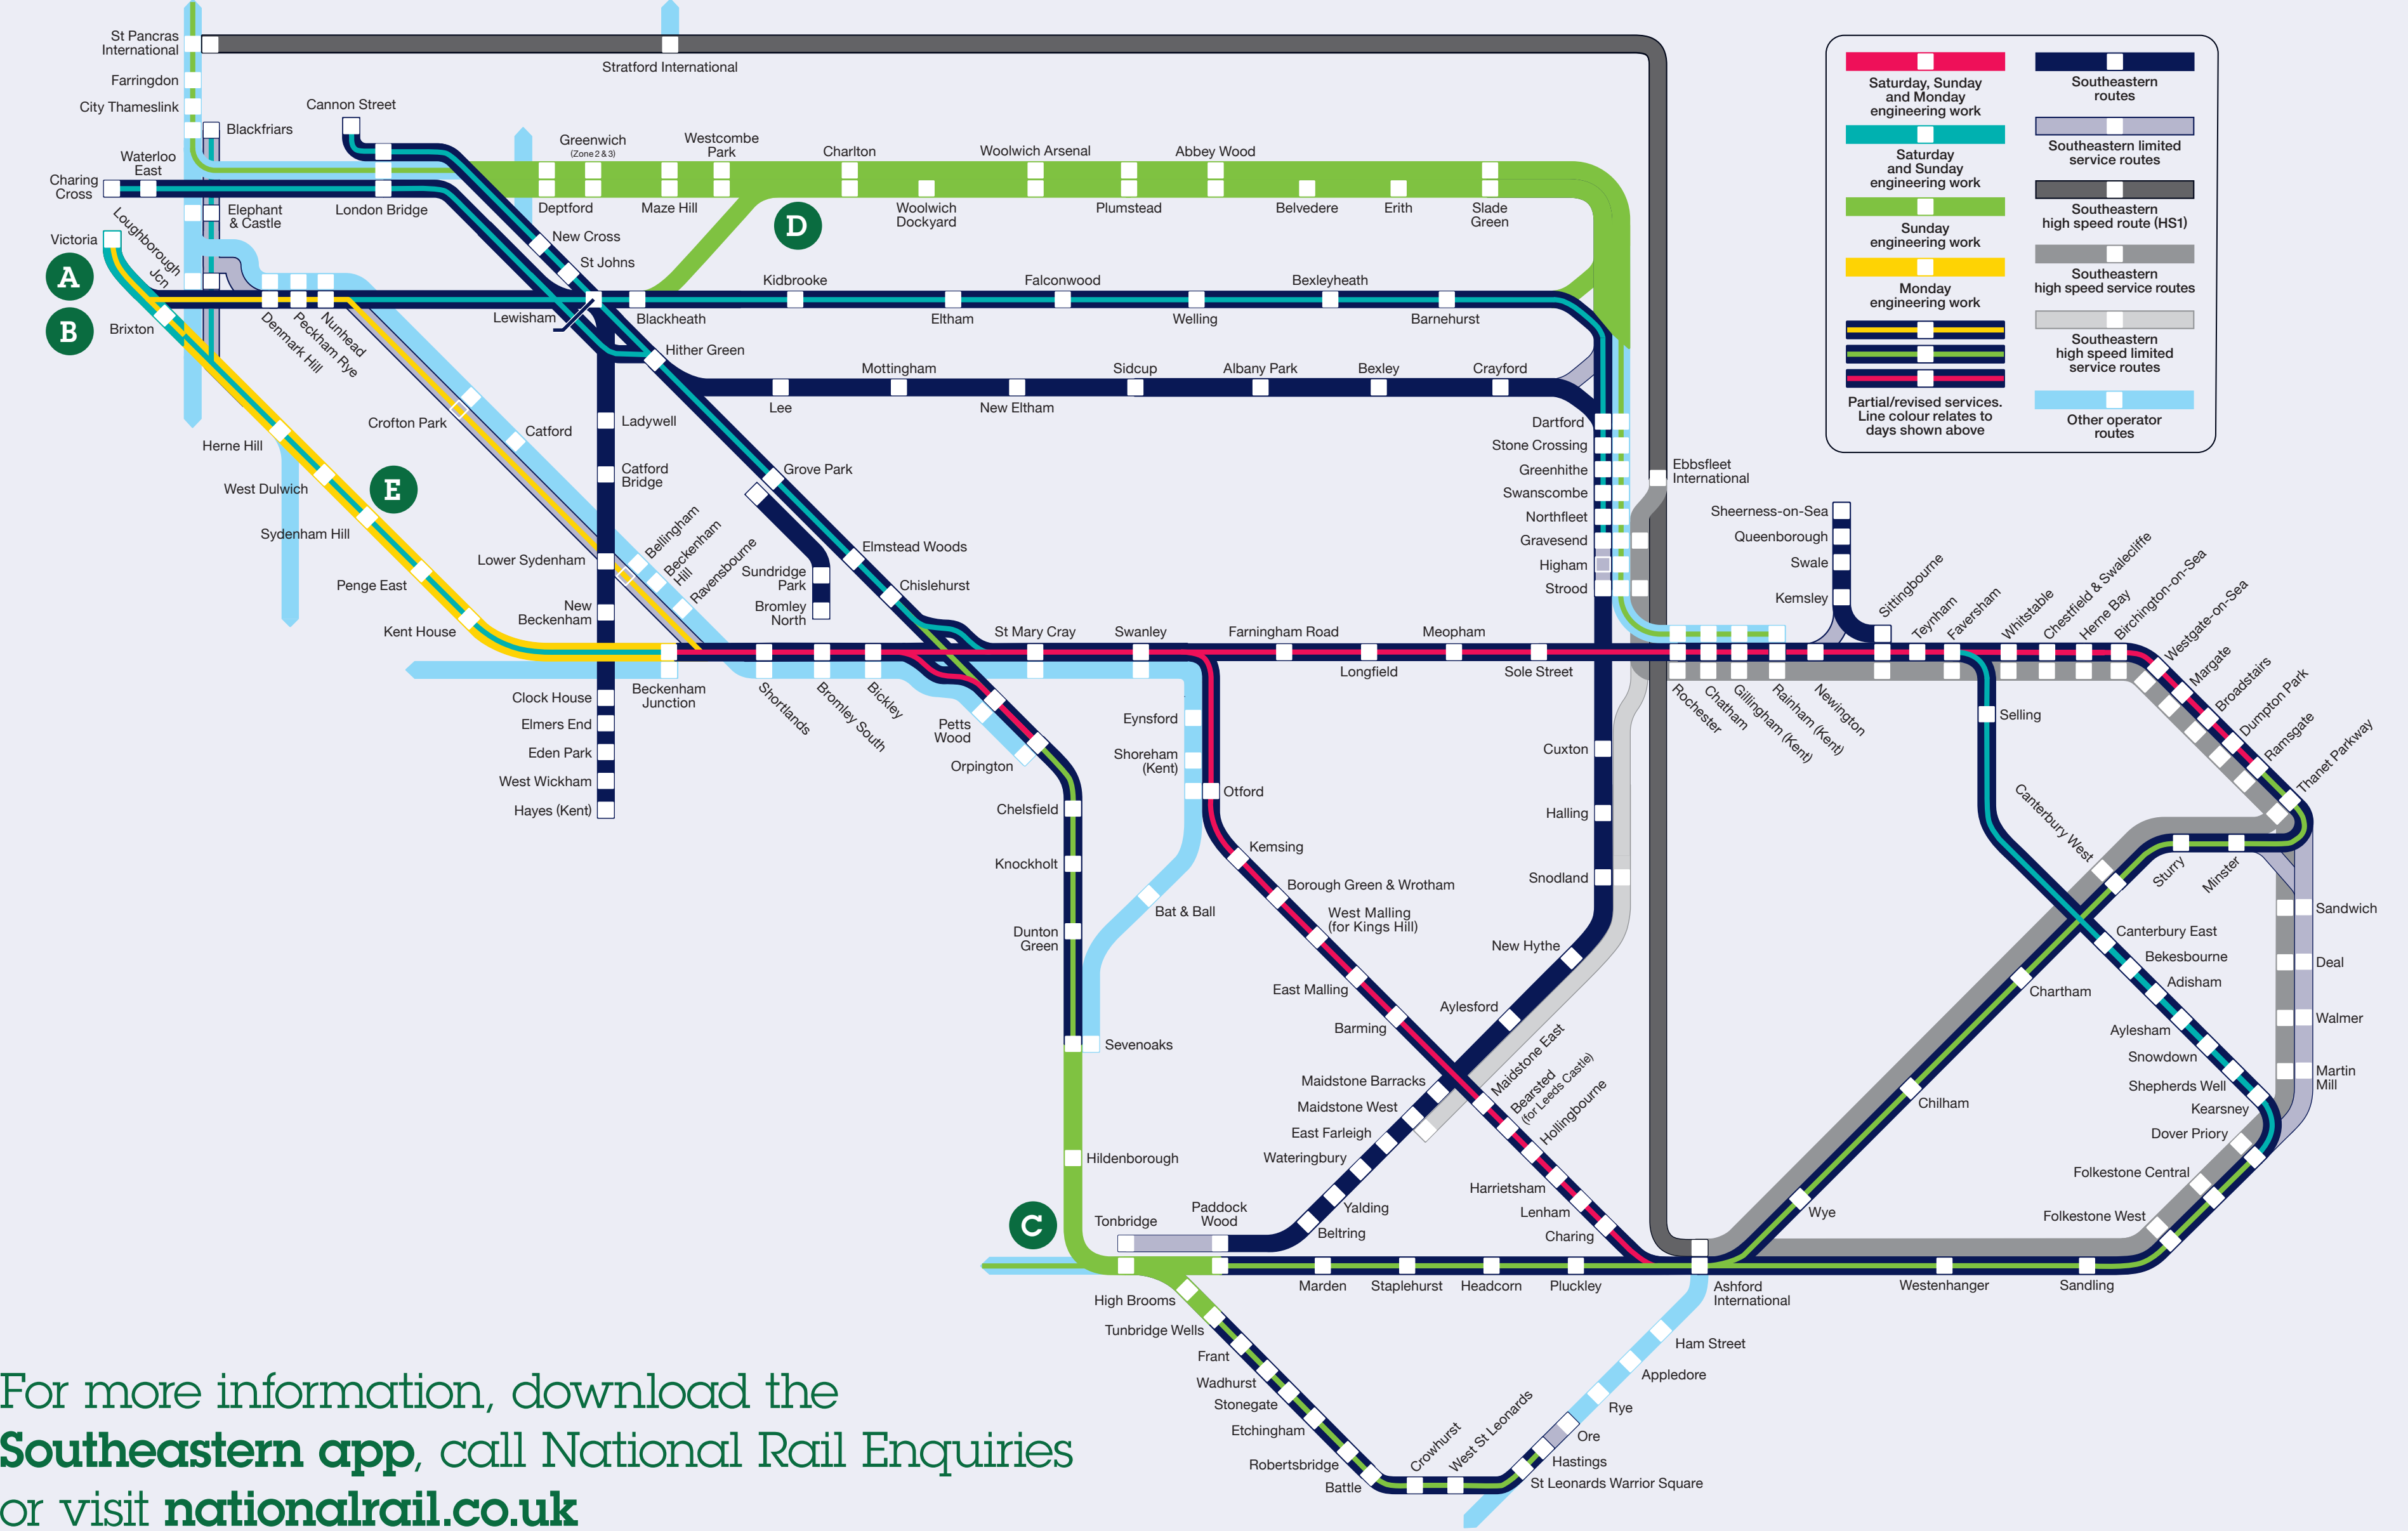 St Pancras
International
Stratford International
Farringdon
City Thameslink
Cannon Street
Blackfriars
Waterloo
East
Charing
Cross
London Bridge
Elephant
& Castle
Loughborough
Jcn
Victoria
A
B
Brixton
Denmark Hill
Peckham Rye
Nunhead
Greenwich
(Zone 2 & 3)
Westcombe
Park
Charlton
Woolwich Arsenal
Abbey Wood
Deptford
Maze Hill
D
Woolwich
Dockyard
Plumstead
Belvedere
Erith
Slade
Green
New Cross
St Johns
Lewisham
Blackheath
Kidbrooke
Eltham
Falconwood
Welling
Bexleyheath
Barnehurst
Hither Green
Lee
Mottingham
New Eltham
Sidcup
Albany Park
Bexley
Crayford
Saturday, Sunday
and Monday
engineering work
Saturday
and Sunday
engineering work
Sunday
engineering work
Monday
engineering work
Partial/revised services.
Line colour relates to
days shown above
Southeastern
routes
Southeastern limited
service routes
Southeastern
high speed route (HS1)
Southeastern
high speed service routes
Southeastern
high speed limited
service routes
Other operator
routes
Crofton Park
Catford
Herne Hill
West Dulwich
E
Sydenham Hill
Penge East
Kent House
Ladywell
Catford
Bridge
Lower Sydenham
New
Beckenham
Bellingham
Beckenham
Hill
Ravensbourne
Grove Park
Elmstead Woods
Chislehurst
Sundridge
Park
Bromley
North
Dartford
Stone Crossing
Greenhithe
Swanscombe
Northfleet
Gravesend
Higham
Strood
Ebbsfleet
International
Sheerness-on-Sea
Queenborough
Swale
Kemsley
Sittingbourne
Teynham
Faversham
Whitstable
Chestfield & Swalecliffe
Herne Bay
Birchington-on-Sea
Westgate-on-Sea
Margate
Broadstairs
Dumpton Park
Ramsgate
Thanet Parkway
Beckenham
Junction
Shortlands
Bromley South
Bickley
St Mary Cray
Swanley
Farningham Road
Longfield
Meopham
Sole Street
Rochester
Chatham
Gillingham (Kent)
Rainham (Kent)
Newington
Selling
Clock House
Elmers End
Eden Park
West Wickham
Hayes (Kent)
Petts
Wood
Orpington
Chelsfield
Knockholt
Dunton
Green
Sevenoaks
Eynsford
Shoreham
(Kent)
Otford
Bat & Ball
Kemsing
Borough Green & Wrotham
West Malling
(for Kings Hill)
East Malling
Barming
Cuxton
Halling
Snodland
New Hythe
Aylesford
Maidstone Barracks
Maidstone West
East Farleigh
Wateringbury
Yalding
Beltring
Maidstone East
Bearsted
(for Leeds Castle)
Hollingbourne
Harrietsham
Lenham
Charing
Canterbury West
Sturry
Minster
Chartham
Chilham
Wye
Canterbury East
Bekesbourne
Adisham
Aylesham
Snowdown
Shepherds Well
Kearsney
Dover Priory
Folkestone Central
Folkestone West
Sandwich
Deal
Walmer
Martin
Mill
Hildenborough
C
Tonbridge
Paddock
Wood
Marden
Staplehurst
Headcorn
Pluckley
Ashford
International
Westenhanger
Sandling
High Brooms
Tunbridge Wells
Frant
Wadhurst
Stonegate
Etchingham
Robertsbridge
Battle
Crowhurst
West St Leonards
St Leonards Warrior Square
Hastings
Ore
Rye
Appledore
Ham Street
For more information, download the
Southeastern app, call National Rail Enquiries
or visit nationalrail.co.uk